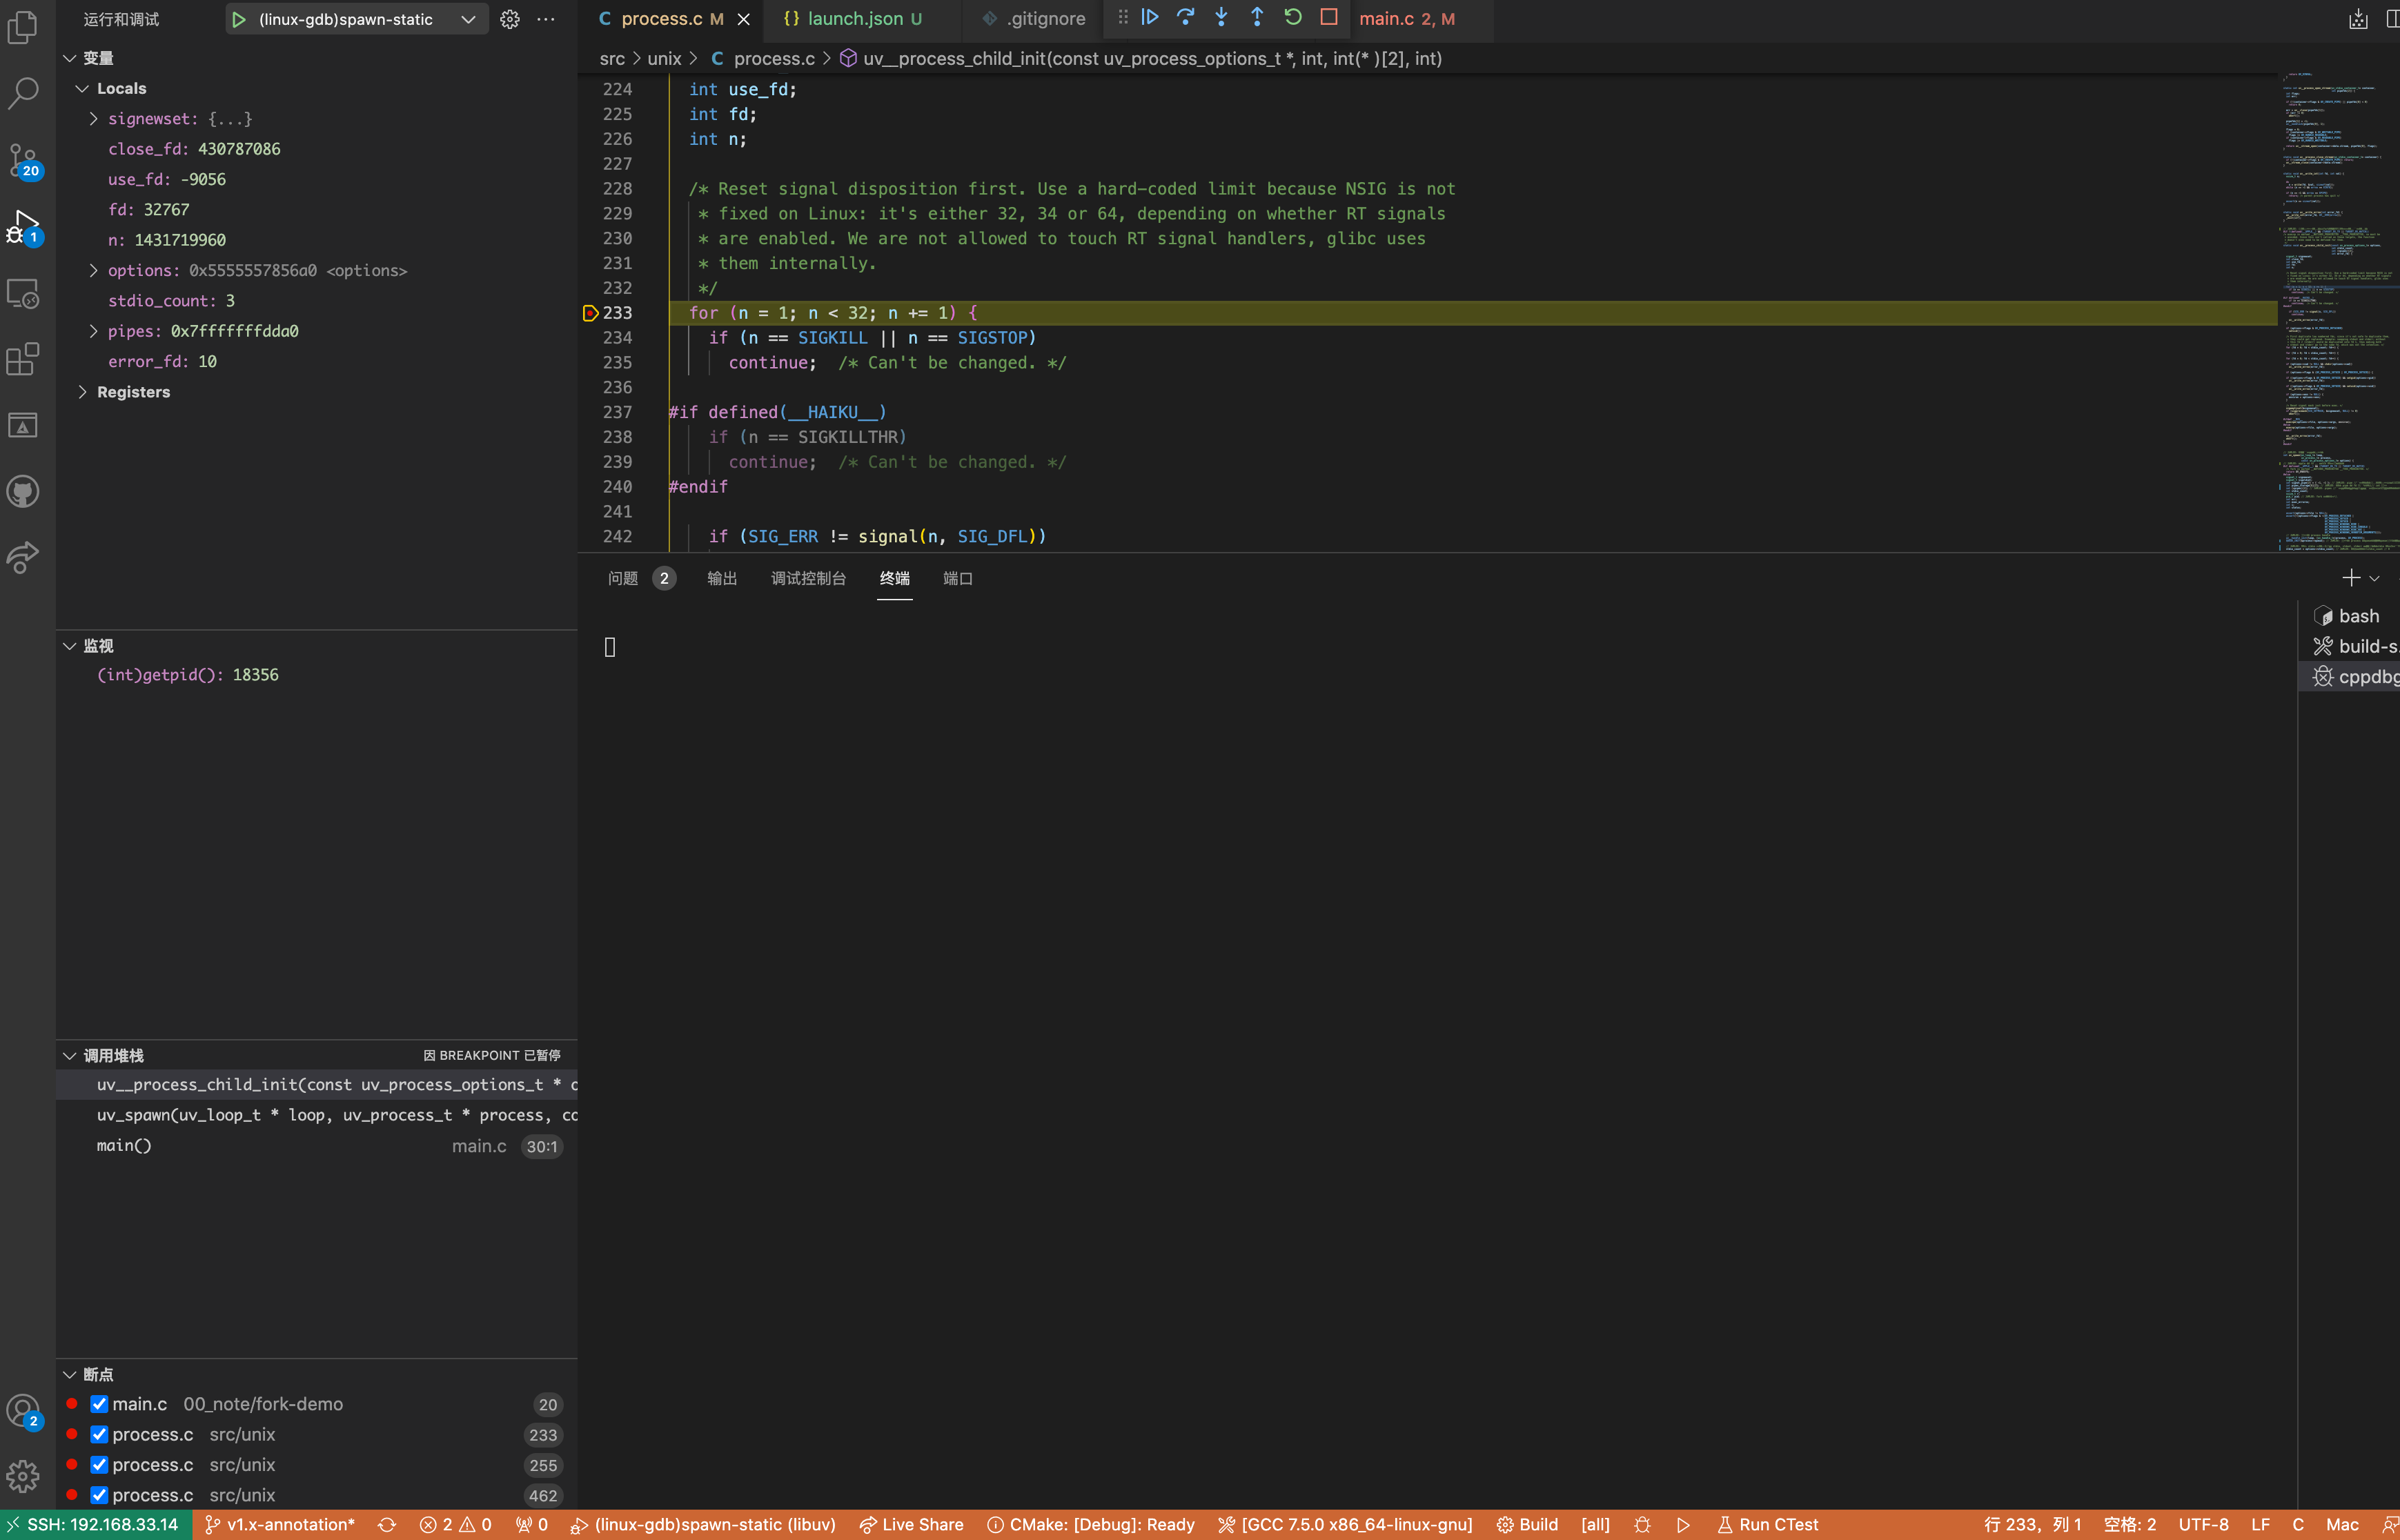 运行和调试
(linux-gdb)spawn-static
process.c M
{} launch.json U
.gitignore
main.c 2, M
src > unix > C process.c > uv__process_child_init(const uv_process_options_t *, int, int(* )[2], int)
变量
Locals
signewset: {...}
close_fd: 430787086
use_fd: -9056
fd: 32767
n: 1431719960
options: 0x5555557856a0 <options>
stdio_count: 3
pipes: 0x7fffffffdda0
error_fd: 10
Registers
监视
(int)getpid(): 18356
调用堆栈
因 BREAKPOINT 已暂停
uv__process_child_init(const uv_process_options_t * o
uv_spawn(uv_loop_t * loop, uv_process_t * process, co
main() main.c 30:1
断点
main.c 00_note/fork-demo 20
process.c src/unix 233
process.c src/unix 255
process.c src/unix 462
224 int use_fd;
225 int fd;
226 int n;
227
228 /* Reset signal disposition first. Use a hard-coded limit because NSIG is not
229 * fixed on Linux: it's either 32, 34 or 64, depending on whether RT signals
230 * are enabled. We are not allowed to touch RT signal handlers, glibc uses
231 * them internally.
232 */
233 for (n = 1; n < 32; n += 1) {
234 if (n == SIGKILL || n == SIGSTOP)
235 continue; /* Can't be changed. */
236
237 #if defined(__HAIKU__)
238 if (n == SIGKILLTHR)
239 continue; /* Can't be changed. */
240 #endif
241
242 if (SIG_ERR != signal(n, SIG_DFL))
问题 2 输出 调试控制台 终端 端口
bash
build-s.
cppdbg
20
1
2
SSH: 192.168.33.14 v1.x-annotation* 2 0 0 (linux-gdb)spawn-static (libuv) Live Share CMake: [Debug]: Ready [GCC 7.5.0 x86_64-linux-gnu] Build [all] Run CTest 行 233，列 1 空格: 2 UTF-8 LF C Mac